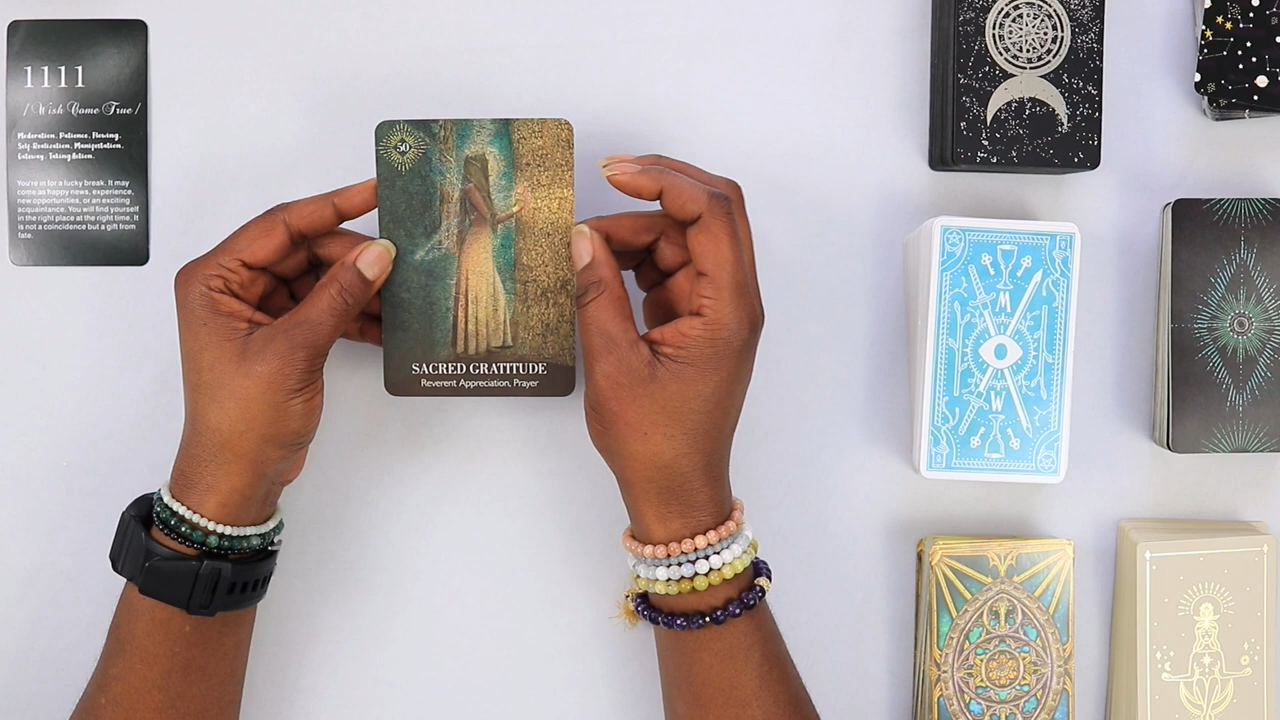 1111
/Wish Come True/
Moderation, Patience, Flowing,
Self-Realisation, Manifestation,
Gateway, Taking Action.
You're in for a lucky break. It may
come as happy news, experience,
new opportunities, or an exciting
acquaintance. You will find yourself
in the right place at the right time. It
is not a coincidence but a gift from
fate.
50
SACRED GRATITUDE
Reverent Appreciation, Prayer
M
W